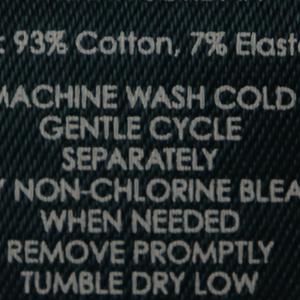 : 93% Cotton, 7% Elast
MACHINE WASH COLD
GENTLE CYCLE
SEPARATELY
Y NON-CHLORINE BLEA
WHEN NEEDED
REMOVE PROMPTLY
TUMBLE DRY LOW